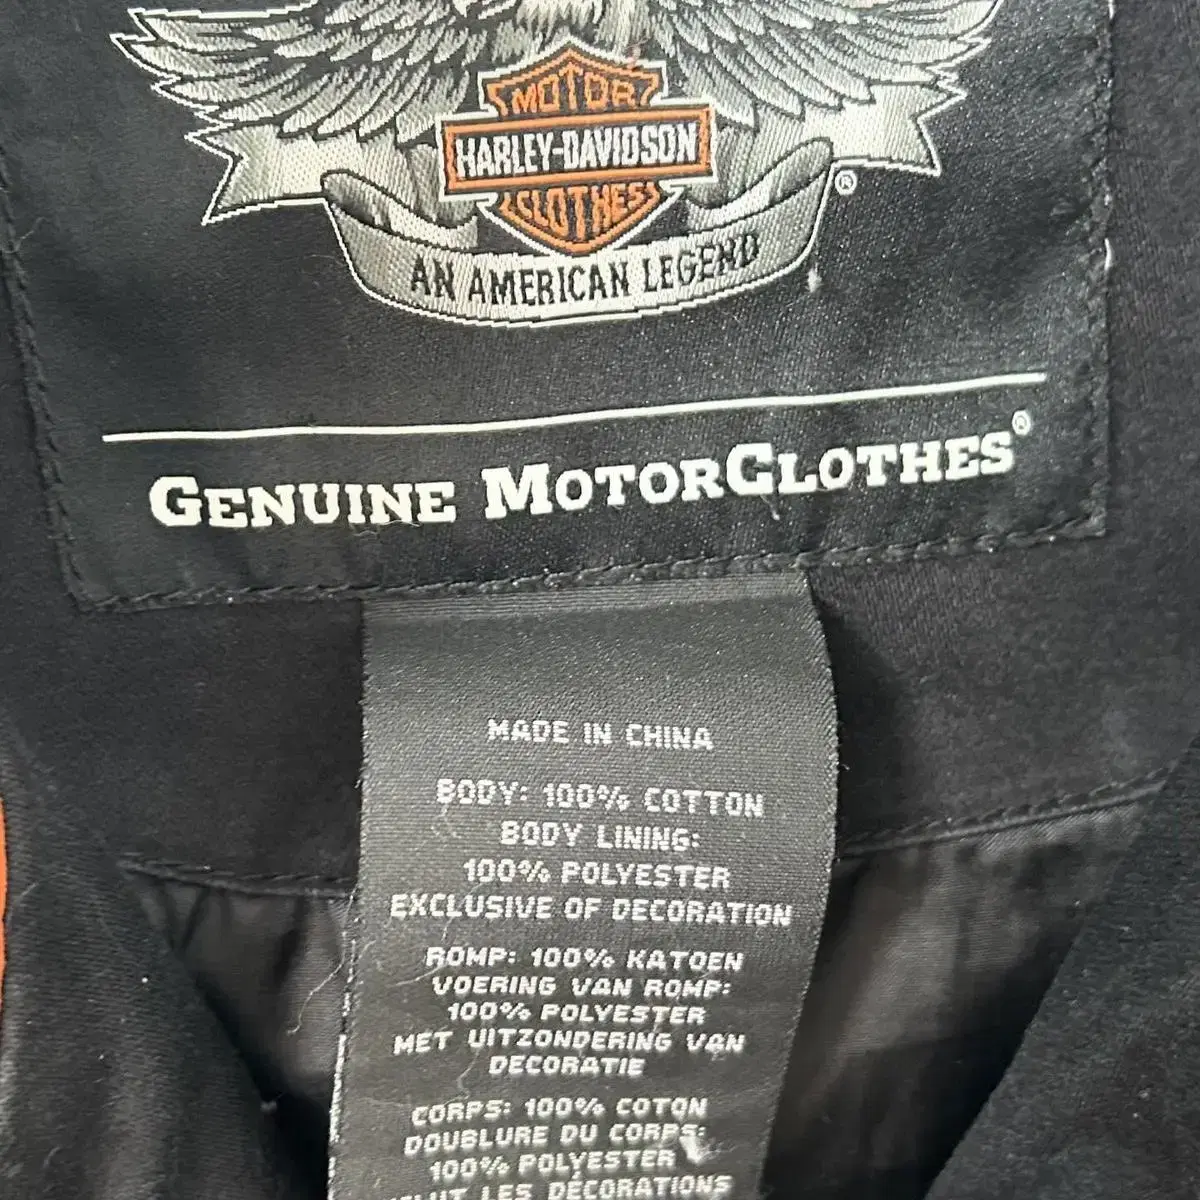 MOTOR
HARLEY-DAVIDSON
CLOTHES
®
AN AMERICAN LEGEND
GENUINE MOTORCLOTHES®
MADE IN CHINA
BODY: 100% COTTON
BODY LINING:
100% POLYESTER
EXCLUSIVE OF DECORATION
ROMP: 100% KATOEN
VOERING VAN ROMP:
100% POLYESTER
MET UITZONDERING VAN
DECORATIE
CORPS: 100% COTON
DOUBLURE DU CORPS:
100% POLYESTER
LES DÉCORATIONS